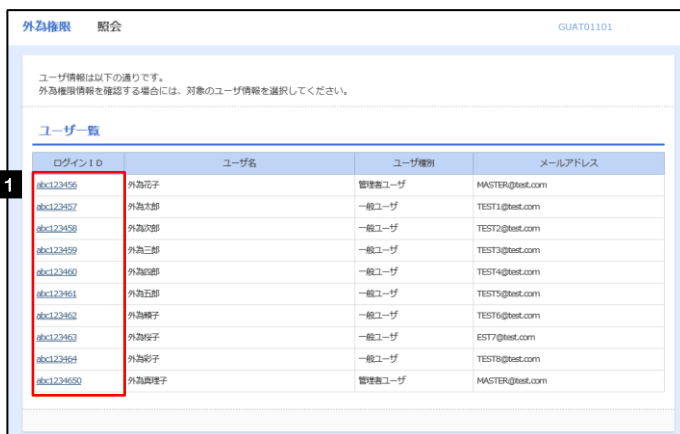 外為権限 照会 GUAT01101
ユーザ情報は以下の通りです。
外為権限情報を確認する場合には、対象のユーザ情報を選択してください。
ユーザ一覧
ログインID ユーザ名 ユーザ種別 メールアドレス
1
abc123456 外為花子 管理者ユーザ MASTER@test.com
abc123457 外為太郎 一般ユーザ TEST1@test.com
abc123458 外為次郎 一般ユーザ TEST2@test.com
abc123459 外為三郎 一般ユーザ TEST3@test.com
abc123460 外為四郎 一般ユーザ TEST4@test.com
abc123461 外為五郎 一般ユーザ TEST5@test.com
abc123462 外為頼子 一般ユーザ TEST6@test.com
abc123463 外為桜子 一般ユーザ EST7@test.com
abc123464 外為彩子 一般ユーザ TEST8@test.com
abc1234650 外為真理子 管理者ユーザ MASTER@test.com